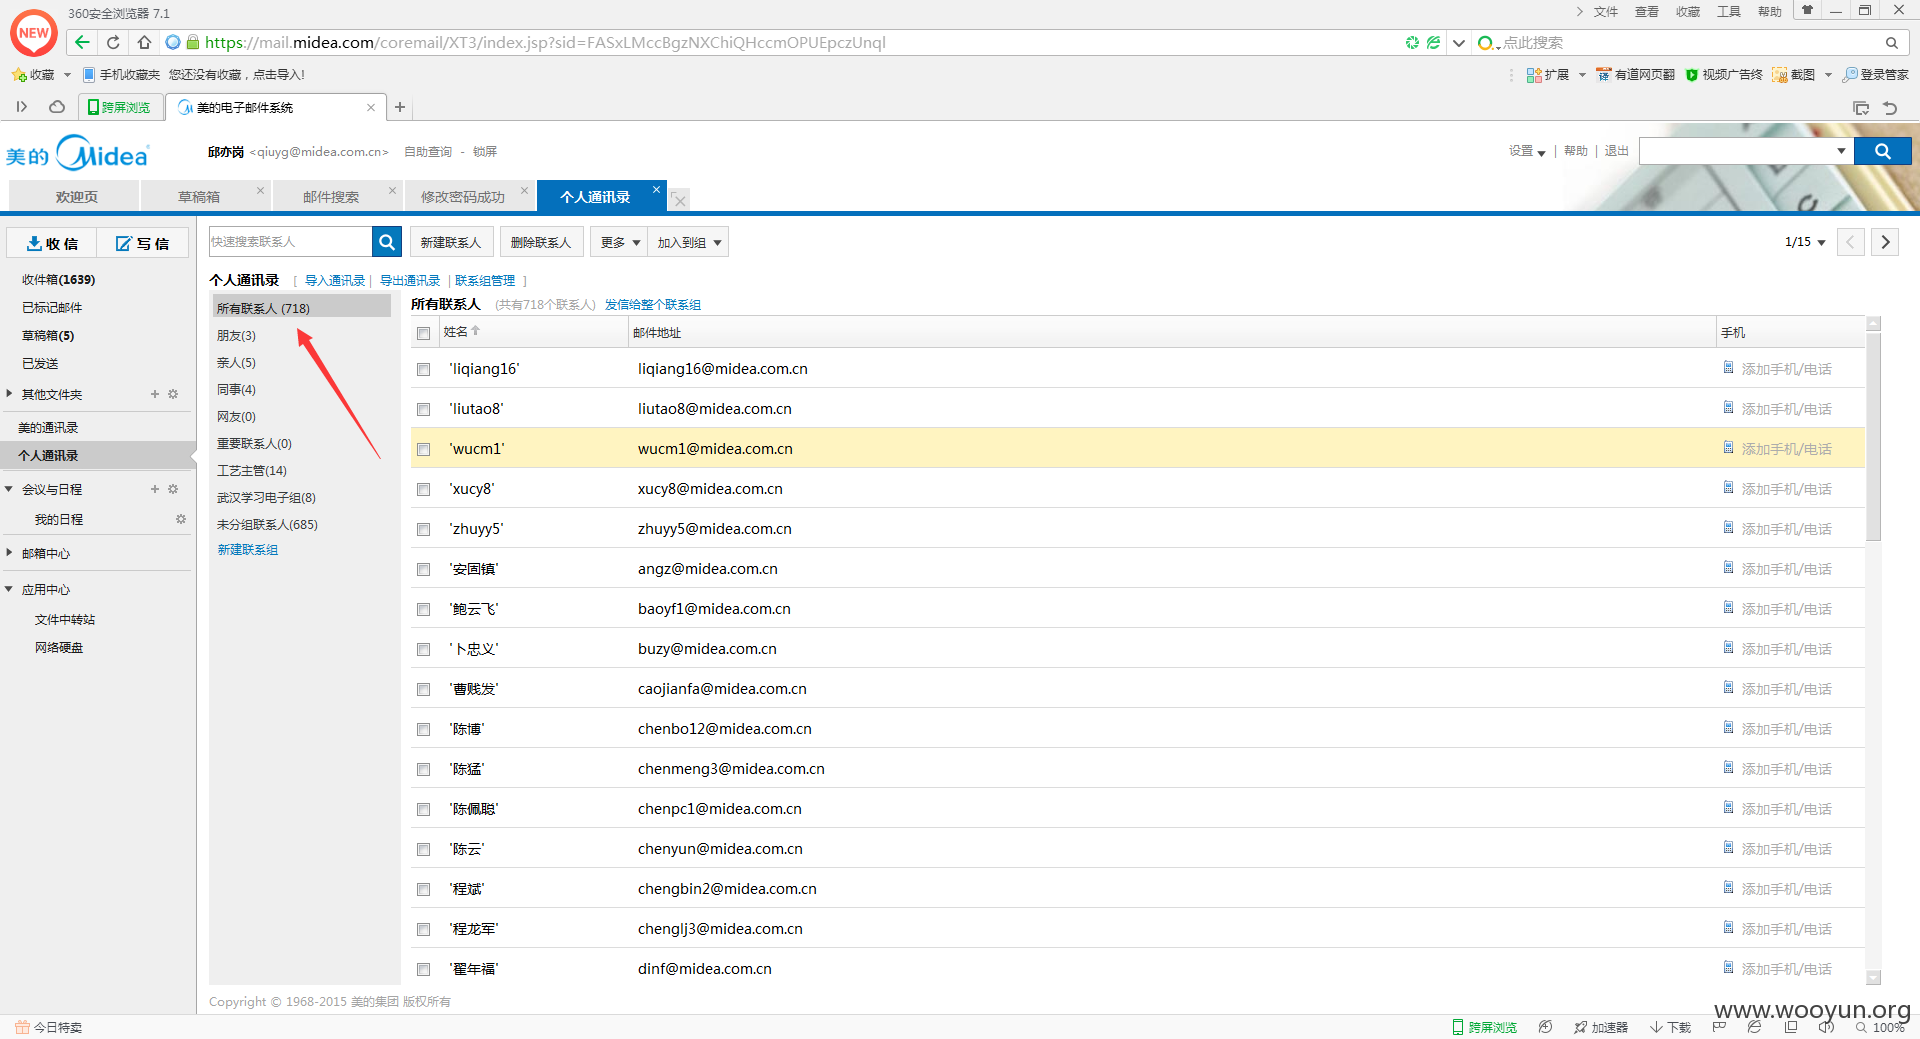 360安全浏览器 7.1
文件 查看 收藏 工具 帮助
NEW
https://mail.midea.com/coremail/XT3/index.jsp?sid=FASxLMccBgzNXChiQHccmOPUEpczUnql
点此搜索
收藏 手机收藏夹 您还没有收藏，点击导入!
扩展 有道网页翻 视频广告终 截图 登录管家
跨屏浏览 美的电子邮件系统
美的 Midea
邱亦岗 <qiuyg@midea.com.cn> 自助查询 - 锁屏
设置 | 帮助 | 退出
欢迎页 草稿箱 邮件搜索 修改密码成功 个人通讯录
收信 写信
收件箱(1639)
已标记邮件
草稿箱(5)
已发送
其他文件夹
美的通讯录
个人通讯录
会议与日程
我的日程
邮箱中心
应用中心
文件中转站
网络硬盘
快速搜索联系人 新建联系人 删除联系人 更多 加入到组 1/15
个人通讯录 [ 导入通讯录 | 导出通讯录 | 联系组管理 ]
所有联系人 (718)
朋友(3)
亲人(5)
同事(4)
网友(0)
重要联系人(0)
工艺主管(14)
武汉学习电子组(8)
未分组联系人(685)
新建联系组
所有联系人 (共有718个联系人) 发信给整个联系组
姓名 邮件地址 手机
'liqiang16' liqiang16@midea.com.cn 添加手机/电话
'liutao8' liutao8@midea.com.cn 添加手机/电话
'wucm1' wucm1@midea.com.cn 添加手机/电话
'xucy8' xucy8@midea.com.cn 添加手机/电话
'zhuyy5' zhuyy5@midea.com.cn 添加手机/电话
'安固镇' angz@midea.com.cn 添加手机/电话
'鲍云飞' baoyf1@midea.com.cn 添加手机/电话
'卜忠义' buzy@midea.com.cn 添加手机/电话
'曹贱发' caojianfa@midea.com.cn 添加手机/电话
'陈博' chenbo12@midea.com.cn 添加手机/电话
'陈猛' chenmeng3@midea.com.cn 添加手机/电话
'陈佩聪' chenpc1@midea.com.cn 添加手机/电话
'陈云' chenyun@midea.com.cn 添加手机/电话
'程斌' chengbin2@midea.com.cn 添加手机/电话
'程龙军' chenglj3@midea.com.cn 添加手机/电话
'翟年福' dinf@midea.com.cn 添加手机/电话
Copyright © 1968-2015 美的集团 版权所有
www.wooyun.org
今日特卖
跨屏浏览 加速器 下载 100%